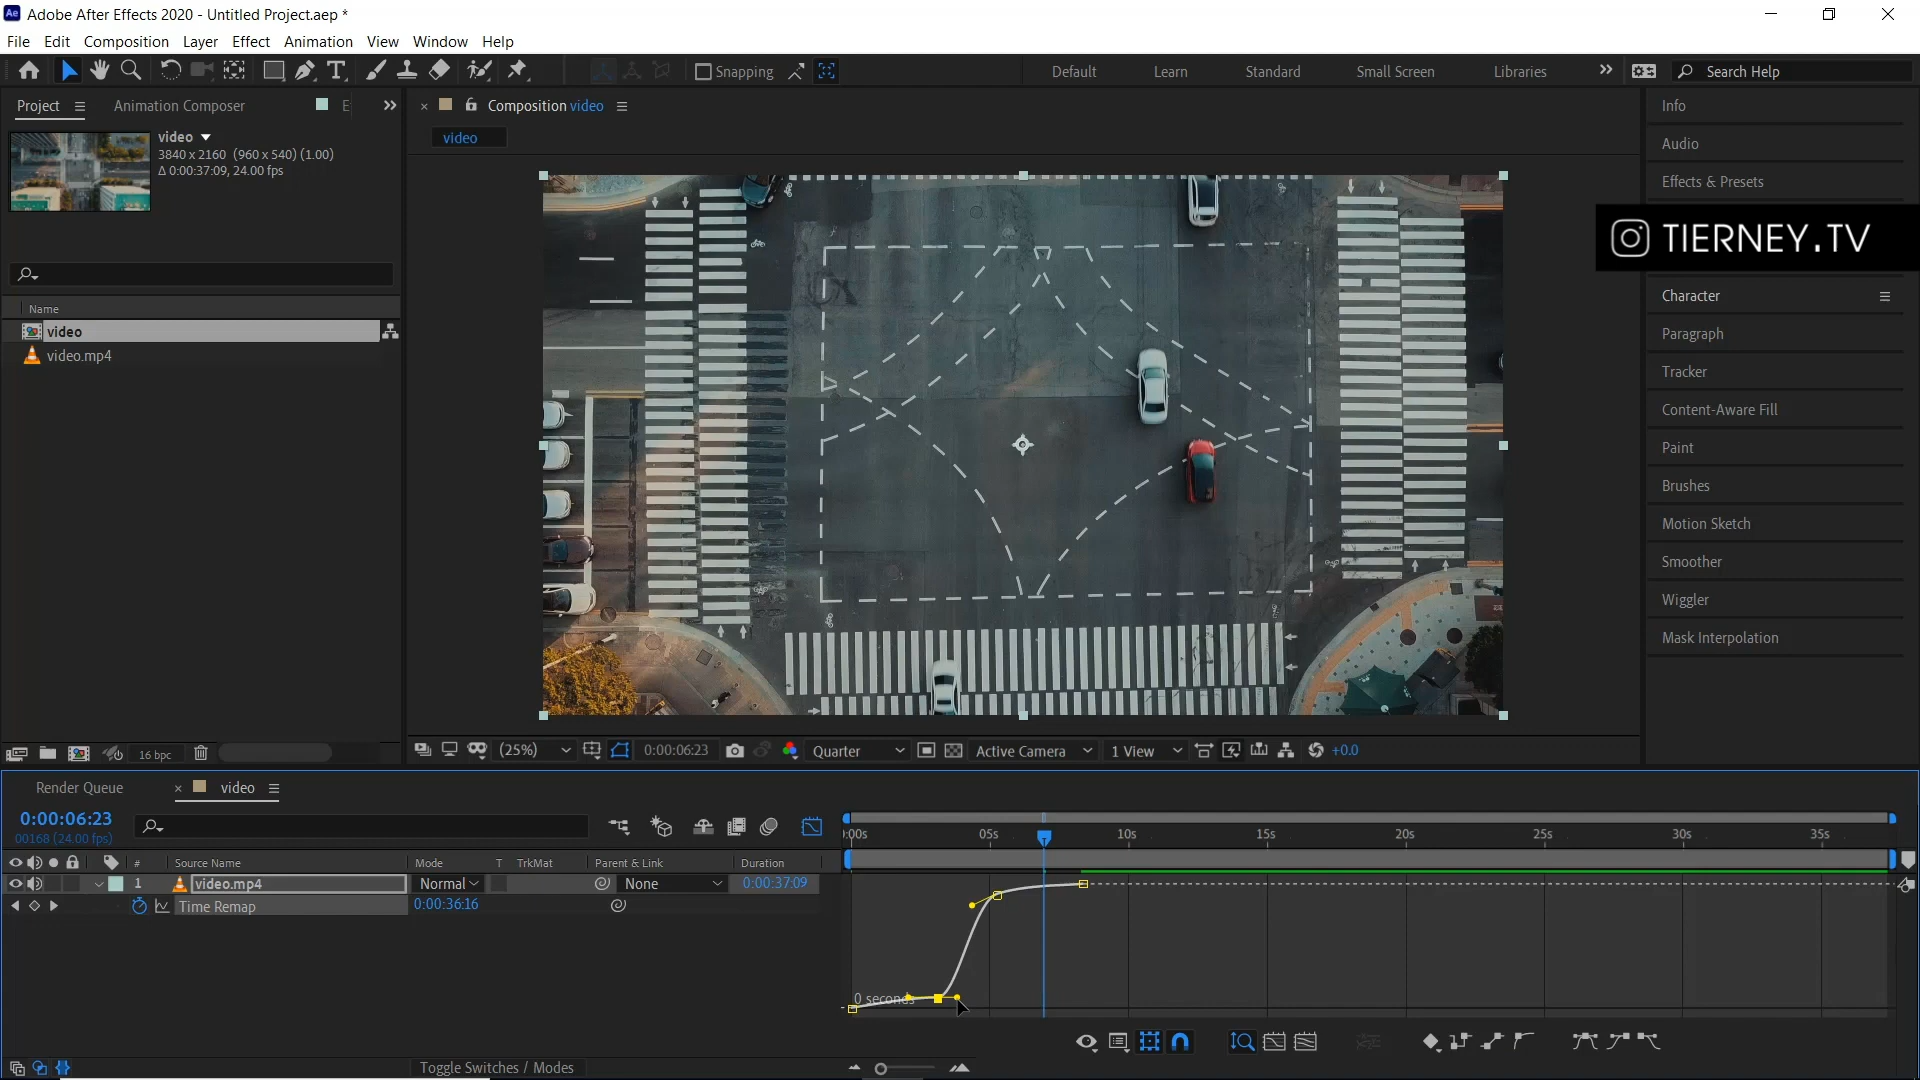 Ae Adobe After Effects 2020 - Untitled Project.aep *
File Edit Composition Layer Effect Animation View Window Help
Snapping Default Learn Standard Small Screen Libraries Search Help
Project Animation Composer E Composition video Info
video
3840 x 2160 (960 x 540) (1.00)
Δ 0:00:37:09, 24.00 fps
video
Audio
Effects & Presets
TIERNEY.TV
Character
Paragraph
Tracker
Content-Aware Fill
Paint
Brushes
Motion Sketch
Smoother
Wiggler
Mask Interpolation
Name
video
video.mp4
16 bpc
(25%) 0:00:06:23 Quarter Active Camera 1 View +0.0
Render Queue video
0:00:06:23
00168 (24.00 fps)
:00s 05s 10s 15s 20s 25s 30s 35s
# Source Name Mode T TrkMat Parent & Link Duration
1 video.mp4 Normal None 0:00:37:09
Time Remap 0:00:36:16
0 seconds
Toggle Switches / Modes